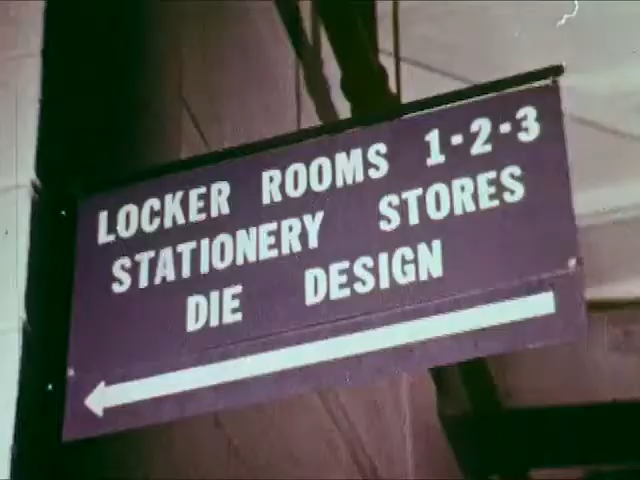 LOCKER ROOMS 1-2-3
STATIONERY STORES
DIE DESIGN